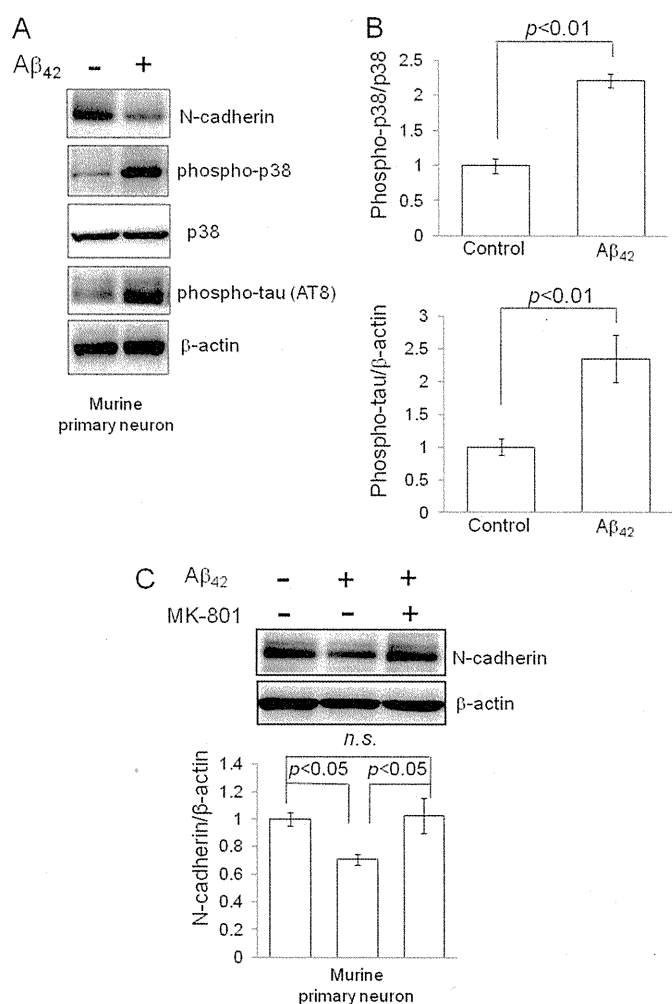 A
Aβ42 - +
N-cadherin
phospho-p38
p38
phospho-tau (AT8)
β-actin
Murine
primary neuron
B
p<0.01
Phospho-p38/p38
2.5
2
1.5
1
0.5
0
Control Aβ42
p<0.01
Phospho-tau/β-actin
3
2.5
2
1.5
1
0.5
0
Control Aβ42
C
Aβ42 - + +
MK-801 - - +
N-cadherin
β-actin
n.s.
p<0.05 p<0.05
N-cadherin/β-actin
1.4
1.2
1
0.8
0.6
0.4
0.2
0
Murine
primary neuron